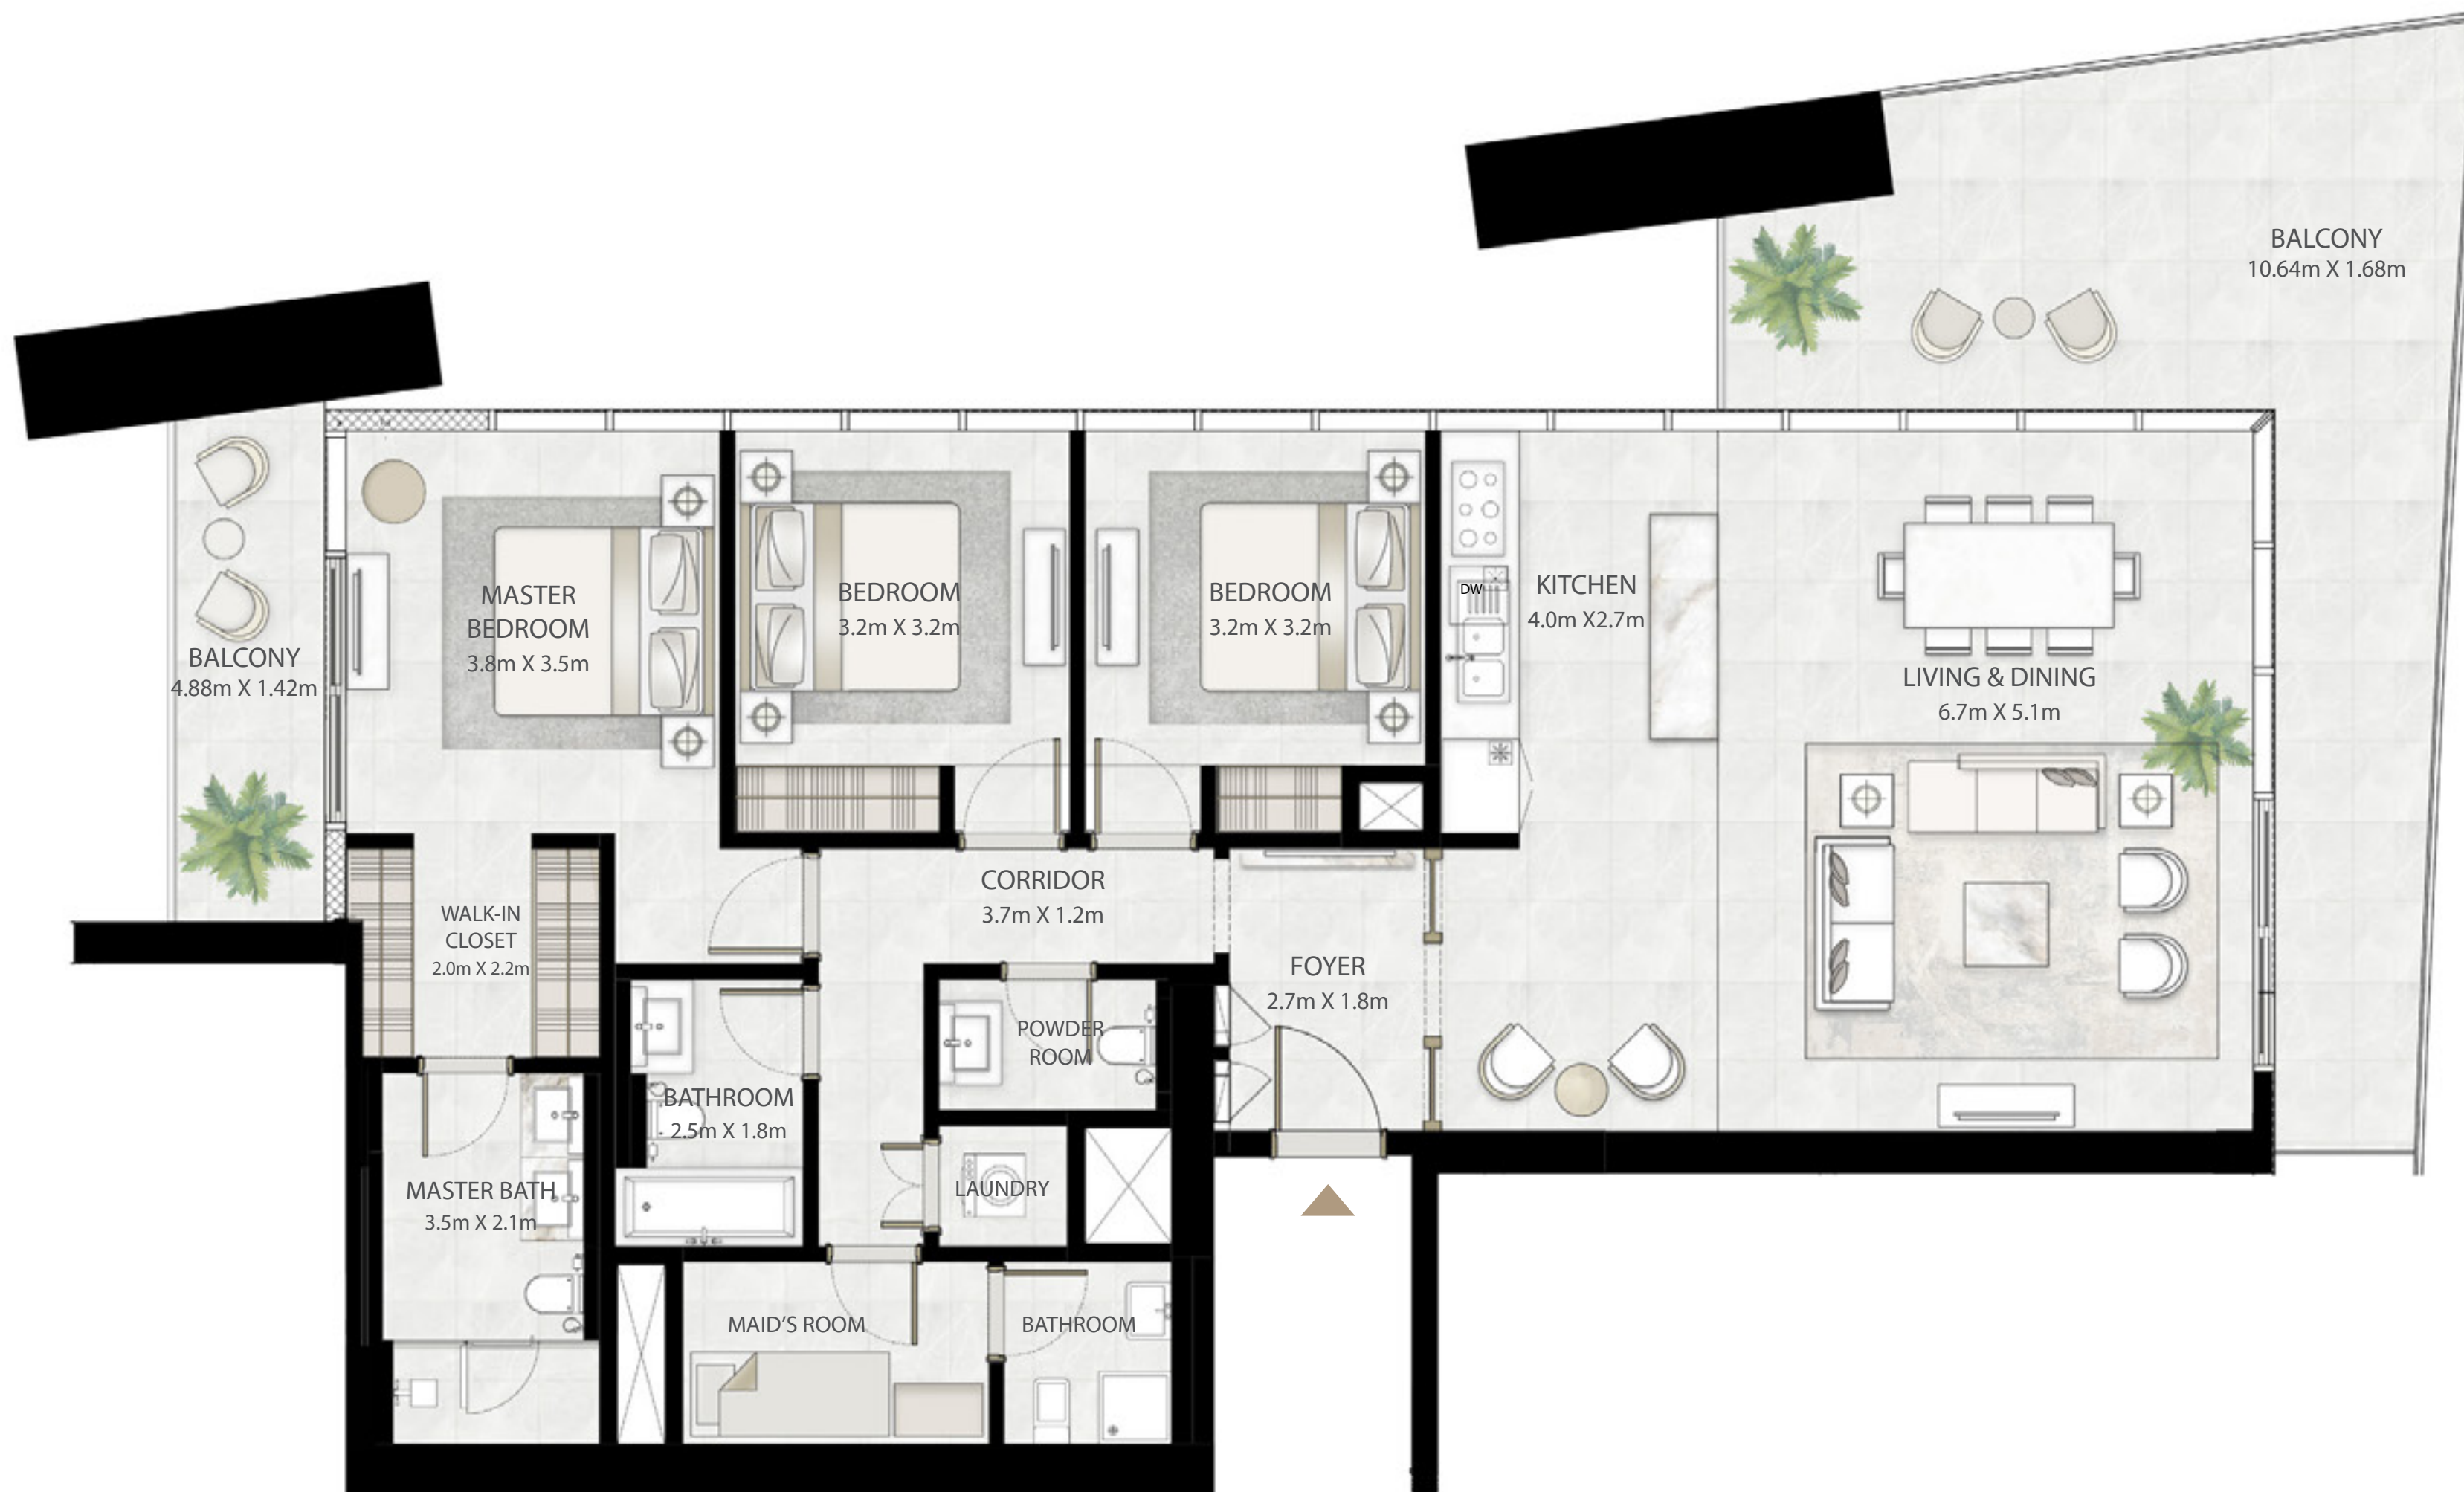 BALCONY
10.64m X 1.68m
MASTER
BEDROOM
3.8m X 3.5m
BEDROOM
3.2m X 3.2m
BEDROOM
3.2m X 3.2m
DW
KITCHEN
4.0m X2.7m
BALCONY
4.88m X 1.42m
LIVING & DINING
6.7m X 5.1m
WALK-IN
CLOSET
2.0m X 2.2m
CORRIDOR
3.7m X 1.2m
FOYER
2.7m X 1.8m
POWDER
ROOM
BATHROOM
2.5m X 1.8m
MASTER BATH
3.5m X 2.1m
LAUNDRY
MAID'S ROOM
BATHROOM